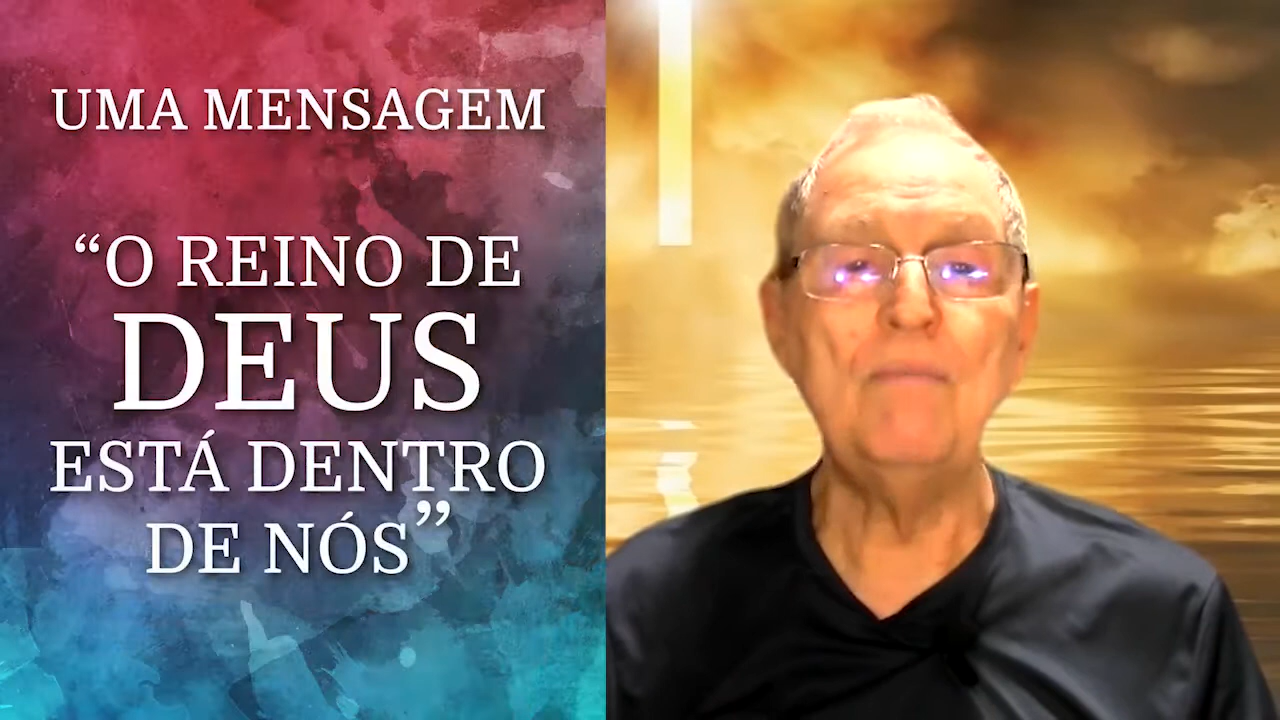 UMA MENSAGEM
“O REINO DE
DEUS
ESTÁ DENTRO
DE NÓS”